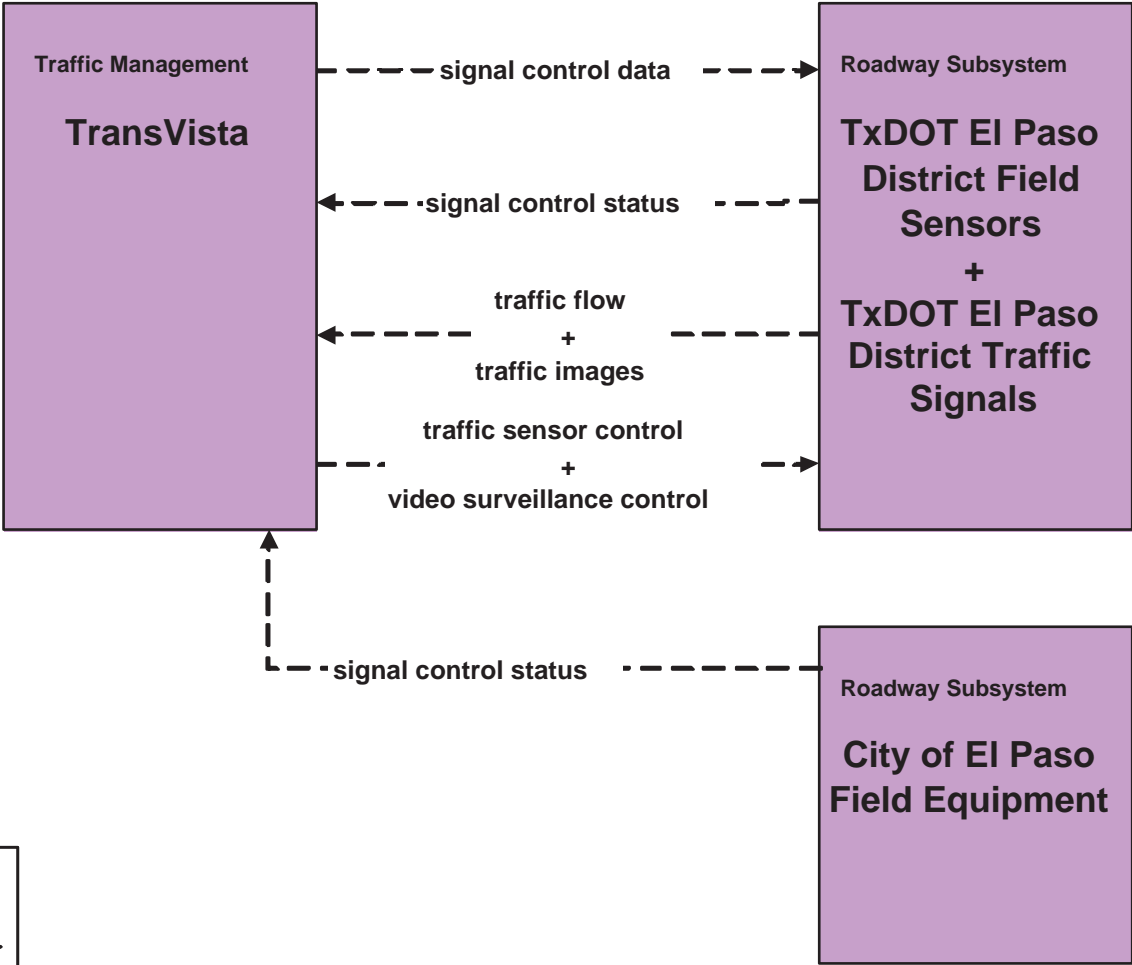 Traffic Management
TransVista
signal control data
signal control status
traffic flow
+
traffic images
traffic sensor control
+
video surveillance control
Roadway Subsystem
TxDOT El Paso
District Field
Sensors
+
TxDOT El Paso
District Traffic
Signals
signal control status
Roadway Subsystem
City of El Paso
Field Equipment